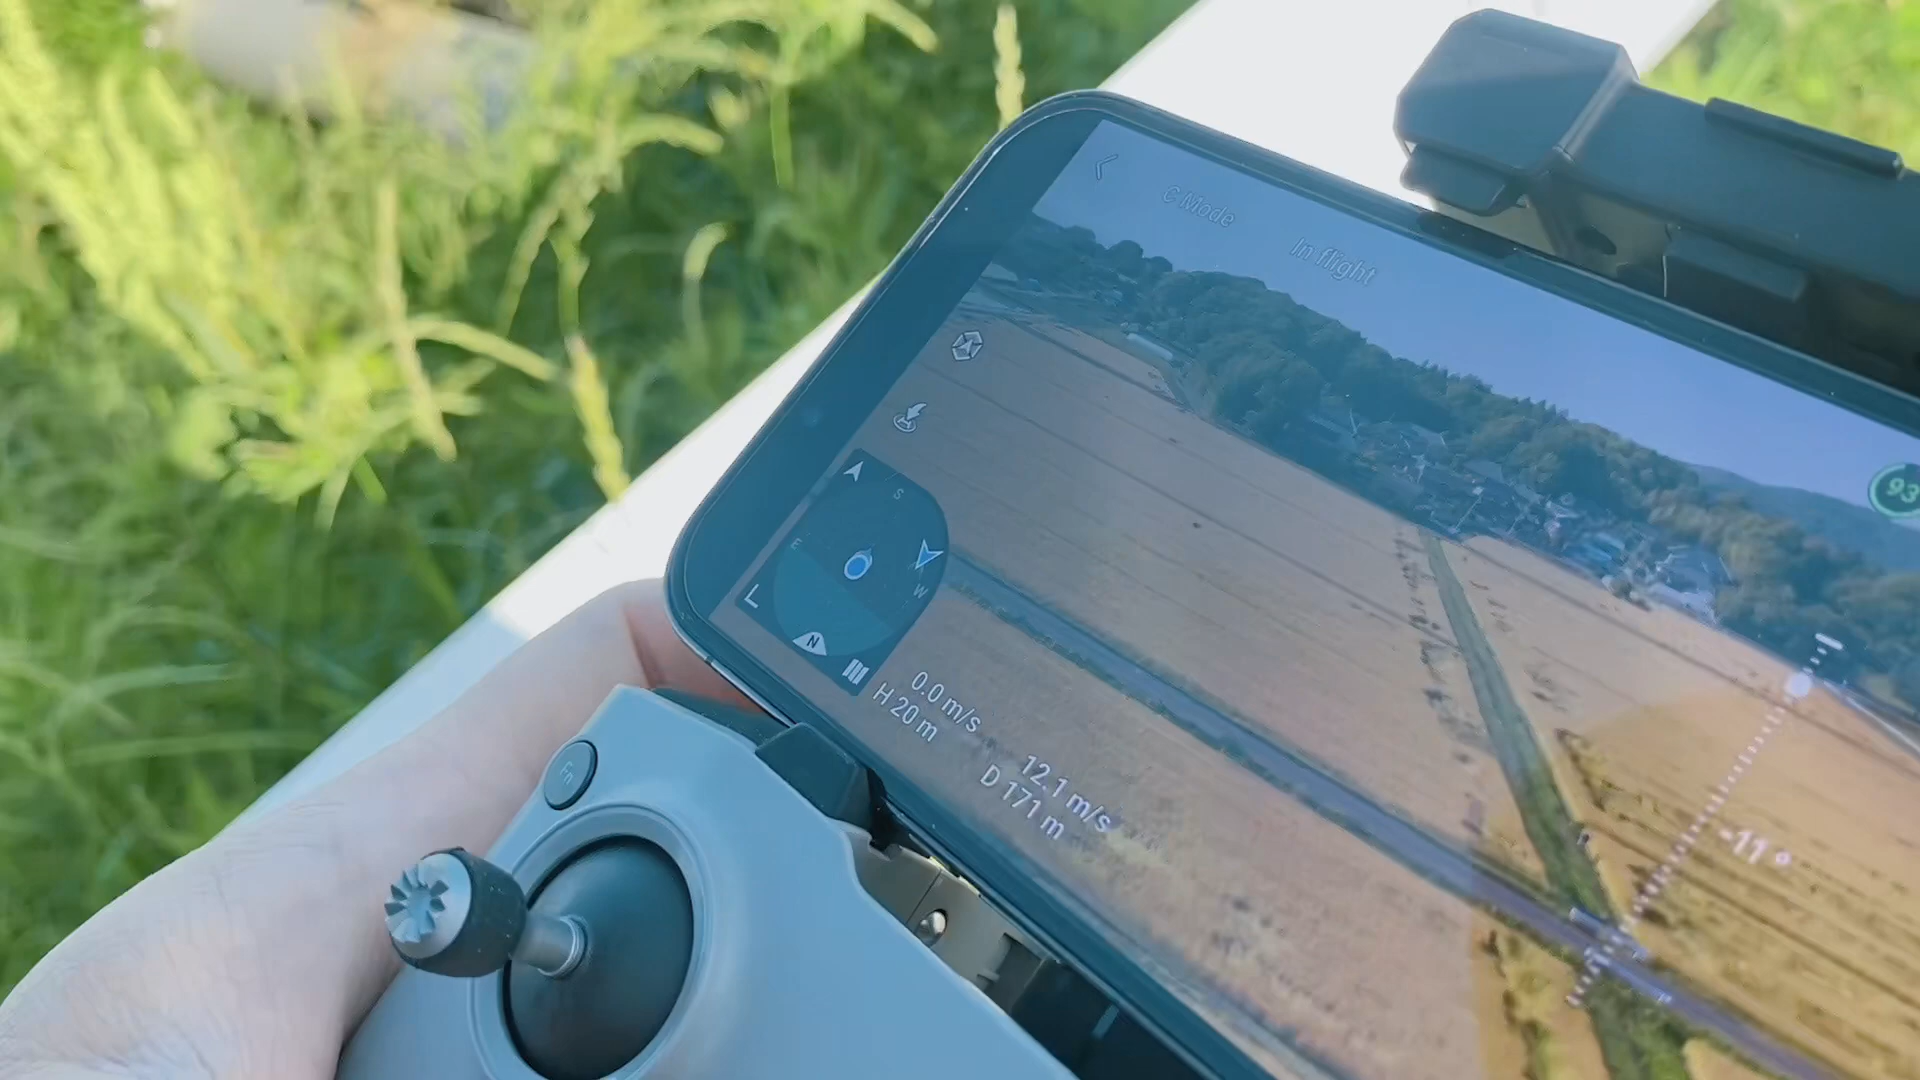 C Mode
In flight
93
S
E
W
N
0.0 m/s
H 20 m
12.1 m/s
D 171 m
-11°
Fn